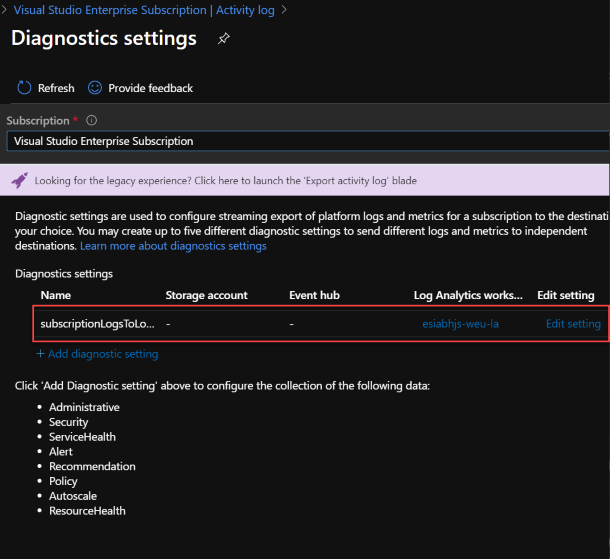 Visual Studio Enterprise Subscription | Activity log
Diagnostics settings
Refresh Provide feedback
Subscription *
Visual Studio Enterprise Subscription
Looking for the legacy experience? Click here to launch the 'Export activity log' blade
Diagnostic settings are used to configure streaming export of platform logs and metrics for a subscription to the destinati
your choice. You may create up to five different diagnostic settings to send different logs and metrics to independent
destinations. Learn more about diagnostics settings
Diagnostics settings
Name Storage account Event hub Log Analytics works... Edit setting
subscriptionLogsToLo... - - esiabhjs-weu-la Edit setting
+ Add diagnostic setting
Click 'Add Diagnostic setting' above to configure the collection of the following data:
• Administrative
• Security
• ServiceHealth
• Alert
• Recommendation
• Policy
• Autoscale
• ResourceHealth